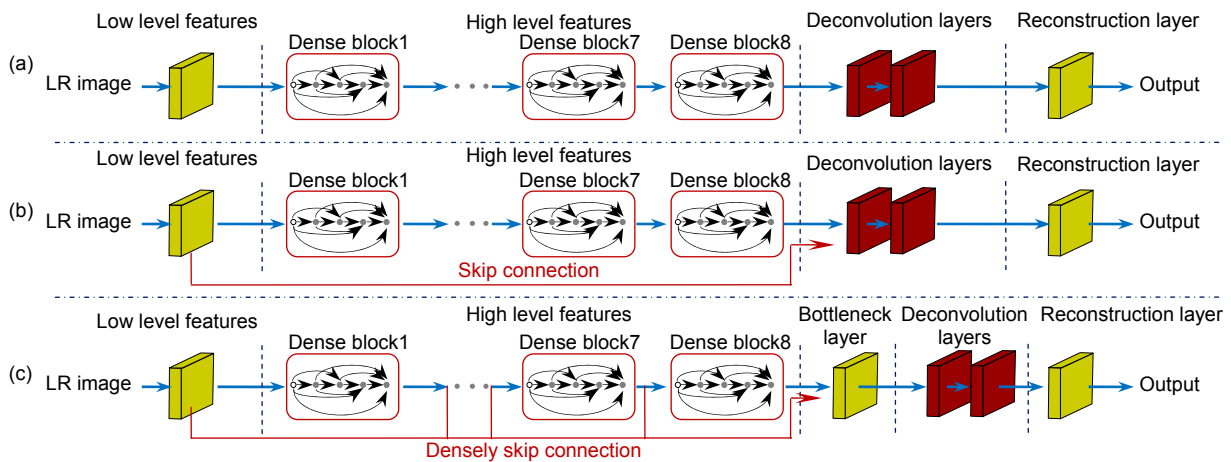 Low level features
High level features
Deconvolution layers
Reconstruction layer
Dense block1
Dense block7
Dense block8
(a)
LR image
Output
Low level features
High level features
Deconvolution layers
Reconstruction layer
Dense block1
Dense block7
Dense block8
(b)
LR image
Output
Skip connection
Low level features
High level features
Bottleneck
layer
Deconvolution
layers
Reconstruction layer
Dense block1
Dense block7
Dense block8
(c)
LR image
Output
Densely skip connection